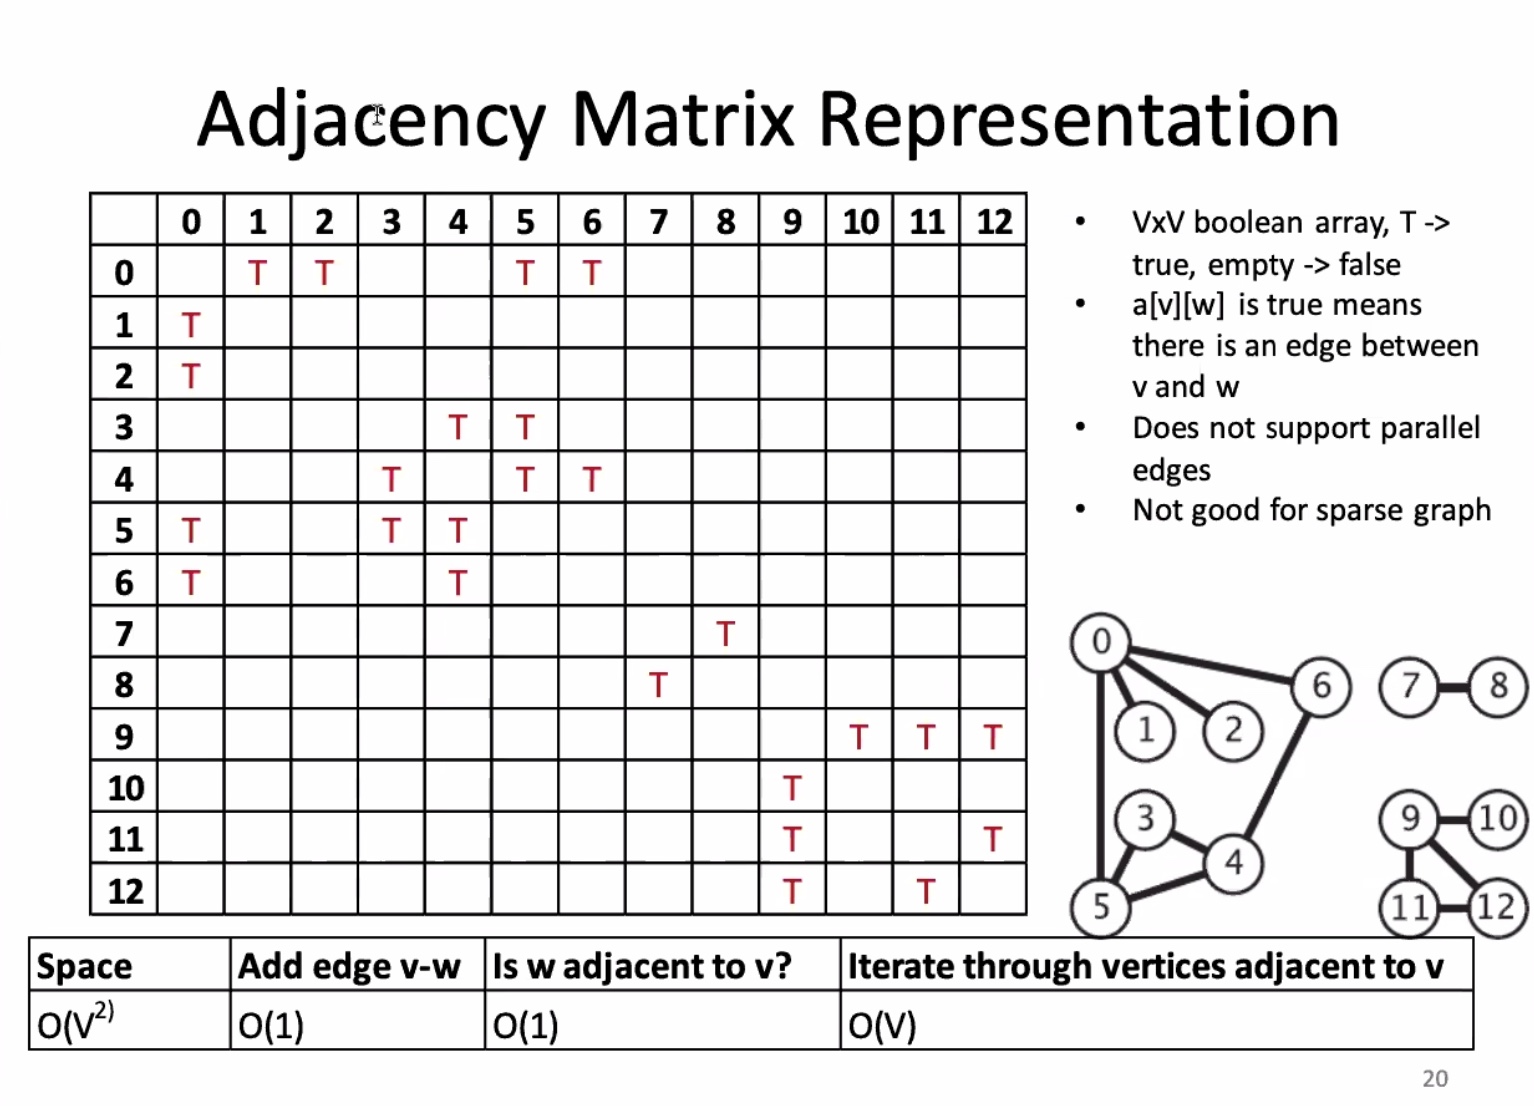 Adjacency Matrix Representation
0 1 2 3 4 5 6 7 8 9 10 11 12
0 T T T T
1 T
2 T
3 T T
4 T T T
5 T T T
6 T T
7 T
8 T
9 T T T
10 T
11 T T
12 T T
• VxV boolean array, T ->
true, empty -> false
• a[v][w] is true means
there is an edge between
v and w
• Does not support parallel
edges
• Not good for sparse graph
0
6 7 8
1 2
3 9 10
4
5 11 12
Space Add edge v-w Is w adjacent to v? Iterate through vertices adjacent to v
O(V²⁾ O(1) O(1) O(V)
20